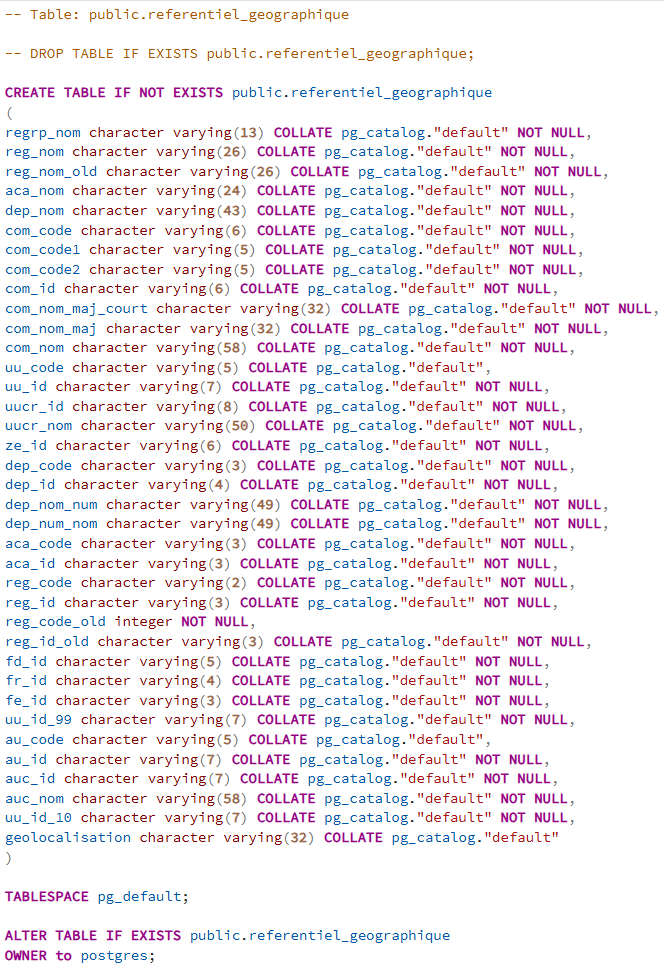 -- Table: public.referentiel_geographique
-- DROP TABLE IF EXISTS public.referentiel_geographique;
CREATE TABLE IF NOT EXISTS public.referentiel_geographique
(
regrp_nom character varying(13) COLLATE pg_catalog."default" NOT NULL,
reg_nom character varying(26) COLLATE pg_catalog."default" NOT NULL,
reg_nom_old character varying(26) COLLATE pg_catalog."default" NOT NULL,
aca_nom character varying(24) COLLATE pg_catalog."default" NOT NULL,
dep_nom character varying(43) COLLATE pg_catalog."default" NOT NULL,
com_code character varying(6) COLLATE pg_catalog."default" NOT NULL,
com_code1 character varying(5) COLLATE pg_catalog."default" NOT NULL,
com_code2 character varying(5) COLLATE pg_catalog."default" NOT NULL,
com_id character varying(6) COLLATE pg_catalog."default" NOT NULL,
com_nom_maj_court character varying(32) COLLATE pg_catalog."default" NOT NULL,
com_nom_maj character varying(32) COLLATE pg_catalog."default" NOT NULL,
com_nom character varying(58) COLLATE pg_catalog."default" NOT NULL,
uu_code character varying(5) COLLATE pg_catalog."default",
uu_id character varying(7) COLLATE pg_catalog."default" NOT NULL,
uucr_id character varying(8) COLLATE pg_catalog."default" NOT NULL,
uucr_nom character varying(50) COLLATE pg_catalog."default" NOT NULL,
ze_id character varying(6) COLLATE pg_catalog."default" NOT NULL,
dep_code character varying(3) COLLATE pg_catalog."default" NOT NULL,
dep_id character varying(4) COLLATE pg_catalog."default" NOT NULL,
dep_nom_num character varying(49) COLLATE pg_catalog."default" NOT NULL,
dep_num_nom character varying(49) COLLATE pg_catalog."default" NOT NULL,
aca_code character varying(3) COLLATE pg_catalog."default" NOT NULL,
aca_id character varying(3) COLLATE pg_catalog."default" NOT NULL,
reg_code character varying(2) COLLATE pg_catalog."default" NOT NULL,
reg_id character varying(3) COLLATE pg_catalog."default" NOT NULL,
reg_code_old integer NOT NULL,
reg_id_old character varying(3) COLLATE pg_catalog."default" NOT NULL,
fd_id character varying(5) COLLATE pg_catalog."default" NOT NULL,
fr_id character varying(4) COLLATE pg_catalog."default" NOT NULL,
fe_id character varying(3) COLLATE pg_catalog."default" NOT NULL,
uu_id_99 character varying(7) COLLATE pg_catalog."default" NOT NULL,
au_code character varying(5) COLLATE pg_catalog."default",
au_id character varying(7) COLLATE pg_catalog."default" NOT NULL,
auc_id character varying(7) COLLATE pg_catalog."default" NOT NULL,
auc_nom character varying(58) COLLATE pg_catalog."default" NOT NULL,
uu_id_10 character varying(7) COLLATE pg_catalog."default" NOT NULL,
geolocalisation character varying(32) COLLATE pg_catalog."default"
)
TABLESPACE pg_default;
ALTER TABLE IF EXISTS public.referentiel_geographique
OWNER to postgres;